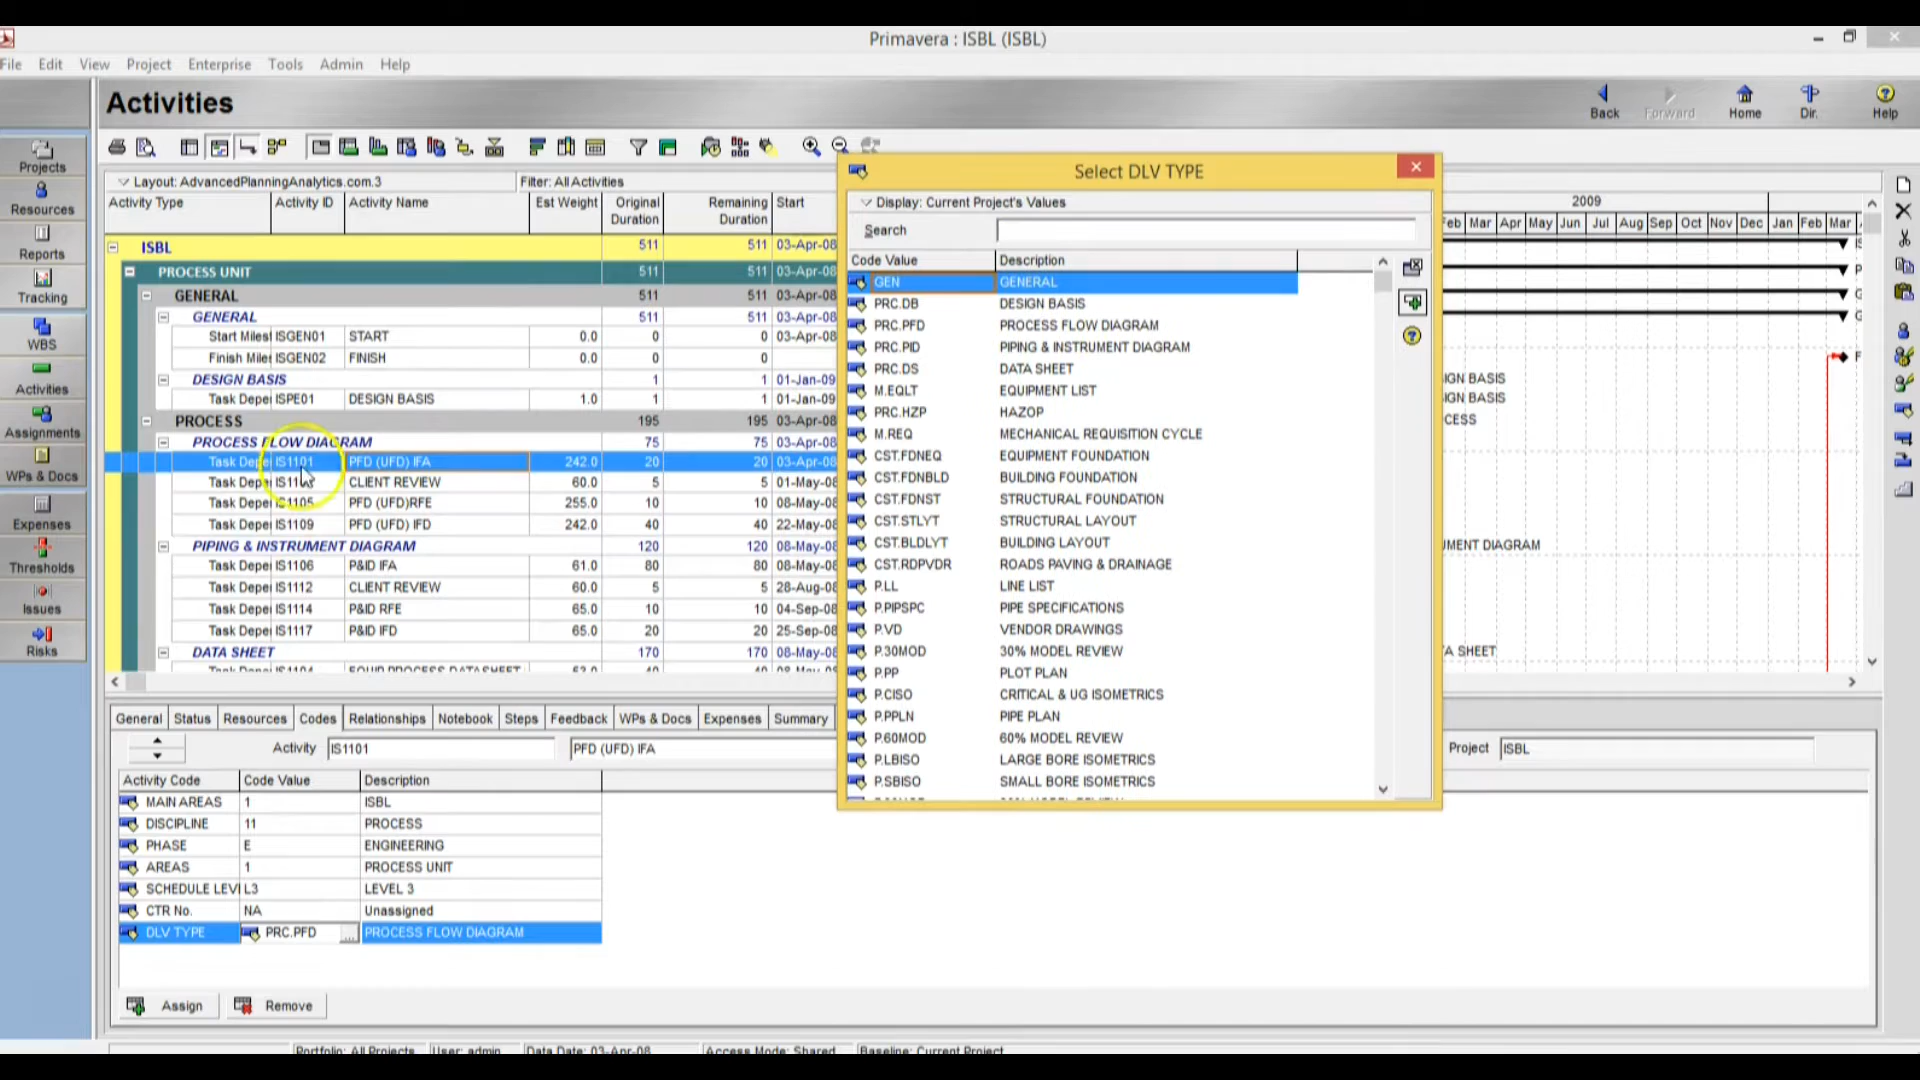 Primavera : ISBL (ISBL)
File Edit View Project Enterprise Tools Admin Help
Activities
Back Forward Home Dir. Help
Projects
Resources
Reports
Tracking
WBS
Activities
Assignments
WPs & Docs
Expenses
Thresholds
Issues
Risks
Layout: AdvancedPlanningAnalytics.com.3 Filter: All Activities
Activity Type Activity ID Activity Name Est Weight Original Duration Remaining Duration Start
ISBL 511 511 03-Apr-08
PROCESS UNIT 511 511 03-Apr-08
GENERAL 511 511 03-Apr-08
GENERAL 511 511 03-Apr-08
Start Miles ISGEN01 START 0.0 0 0 03-Apr-08
Finish Miles ISGEN02 FINISH 0.0 0 0
DESIGN BASIS 1 1 01-Jan-09
Task Depe ISPE01 DESIGN BASIS 1.0 1 1 01-Jan-09
PROCESS 195 195 03-Apr-08
PROCESS FLOW DIAGRAM 75 75 03-Apr-08
Task Depe IS1101 PFD (UFD) IFA 242.0 20 20 03-Apr-08
Task Depe CLIENT REVIEW 60.0 5 5 01-May-08
Task Depe IS1105 PFD (UFD)RFE 255.0 10 10 08-May-08
Task Depe IS1109 PFD (UFD) IFD 242.0 40 40 22-May-08
PIPING & INSTRUMENT DIAGRAM 120 120 08-May-08
Task Depe IS1106 P&ID IFA 61.0 80 80 08-May-08
Task Depe IS1112 CLIENT REVIEW 60.0 5 5 28-Aug-08
Task Depe IS1114 P&ID RFE 65.0 10 10 04-Sep-08
Task Depe IS1117 P&ID IFD 65.0 20 20 25-Sep-08
DATA SHEET 170 170 08-May-08
2009
Feb Mar Apr May Jun Jul Aug Sep Oct Nov Dec Jan Feb Mar
IGN BASIS
IGN BASIS
CESS
UMENT DIAGRAM
A SHEET
Select DLV TYPE
Display: Current Project's Values
Search
Code Value Description
GEN GENERAL
PRC.DB DESIGN BASIS
PRC.PFD PROCESS FLOW DIAGRAM
PRC.PID PIPING & INSTRUMENT DIAGRAM
PRC.DS DATA SHEET
M.EQLT EQUIPMENT LIST
PRC.HZP HAZOP
M.REQ MECHANICAL REQUISITION CYCLE
CST.FDNEQ EQUIPMENT FOUNDATION
CST.FDNBLD BUILDING FOUNDATION
CST.FDNST STRUCTURAL FOUNDATION
CST.STLYT STRUCTURAL LAYOUT
CST.BLDLYT BUILDING LAYOUT
CST.RDPVDR ROADS PAVING & DRAINAGE
P.LL LINE LIST
P.PIPSPC PIPE SPECIFICATIONS
P.VD VENDOR DRAWINGS
P.30MOD 30% MODEL REVIEW
P.PP PLOT PLAN
P.CISO CRITICAL & UG ISOMETRICS
P.PPLN PIPE PLAN
P.60MOD 60% MODEL REVIEW
P.LBISO LARGE BORE ISOMETRICS
P.SBISO SMALL BORE ISOMETRICS
General Status Resources Codes Relationships Notebook Steps Feedback WPs & Docs Expenses Summary
Activity IS1101 PFD (UFD) IFA Project ISBL
Activity Code Code Value Description
MAIN AREAS 1 ISBL
DISCIPLINE 11 PROCESS
PHASE E ENGINEERING
AREAS 1 PROCESS UNIT
SCHEDULE LEVI L3 LEVEL 3
CTR No. NA Unassigned
DLV TYPE PRC.PFD ... PROCESS FLOW DIAGRAM
Assign Remove
Portfolio: All Projects User: admin Data Date: 03-Apr-08 Access Mode: Shared Baseline: Current Project